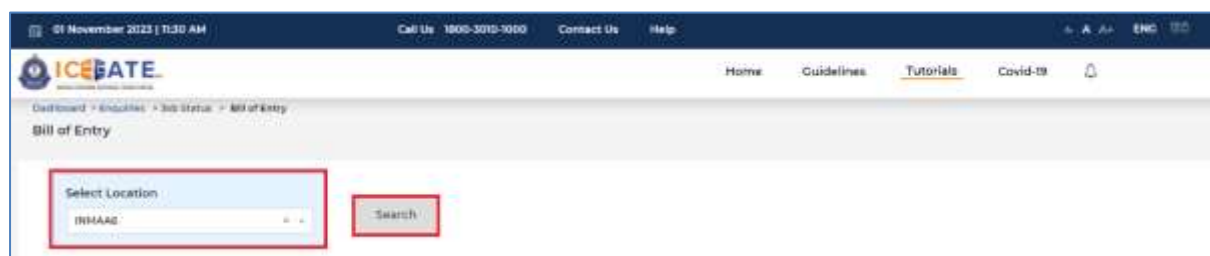 01 November 2023 | 11:30 AM Call Us 1800-3010-1000 Contact Us Help A A A+ ENG
ICEGATE
Home Guidelines Tutorials Covid-19
Dashboard > Enquiries > Job Status > Bill of Entry
Bill of Entry
Select Location
INMAA6
Search